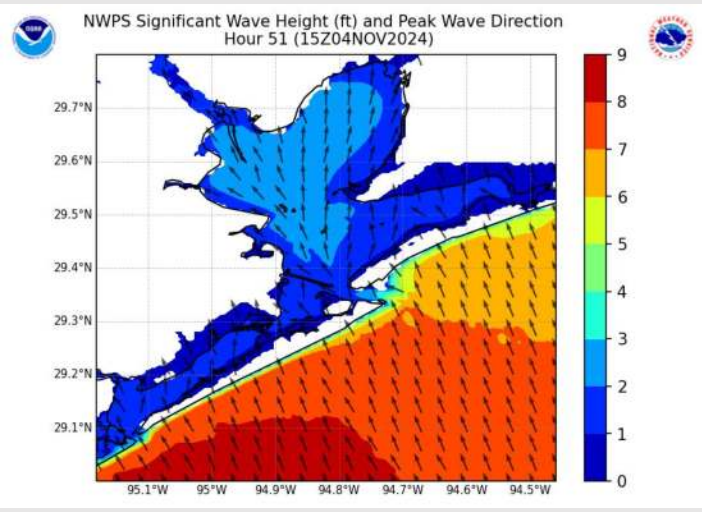 NWPS Significant Wave Height (ft) and Peak Wave Direction
Hour 51 (15Z04NOV2024)
29.7°N
29.6°N
29.5°N
29.4°N
29.3°N
29.2°N
29.1°N
95.1°W 95°W 94.9°W 94.8°W 94.7°W 94.6°W 94.5°W
9
8
7
6
5
4
3
2
1
0